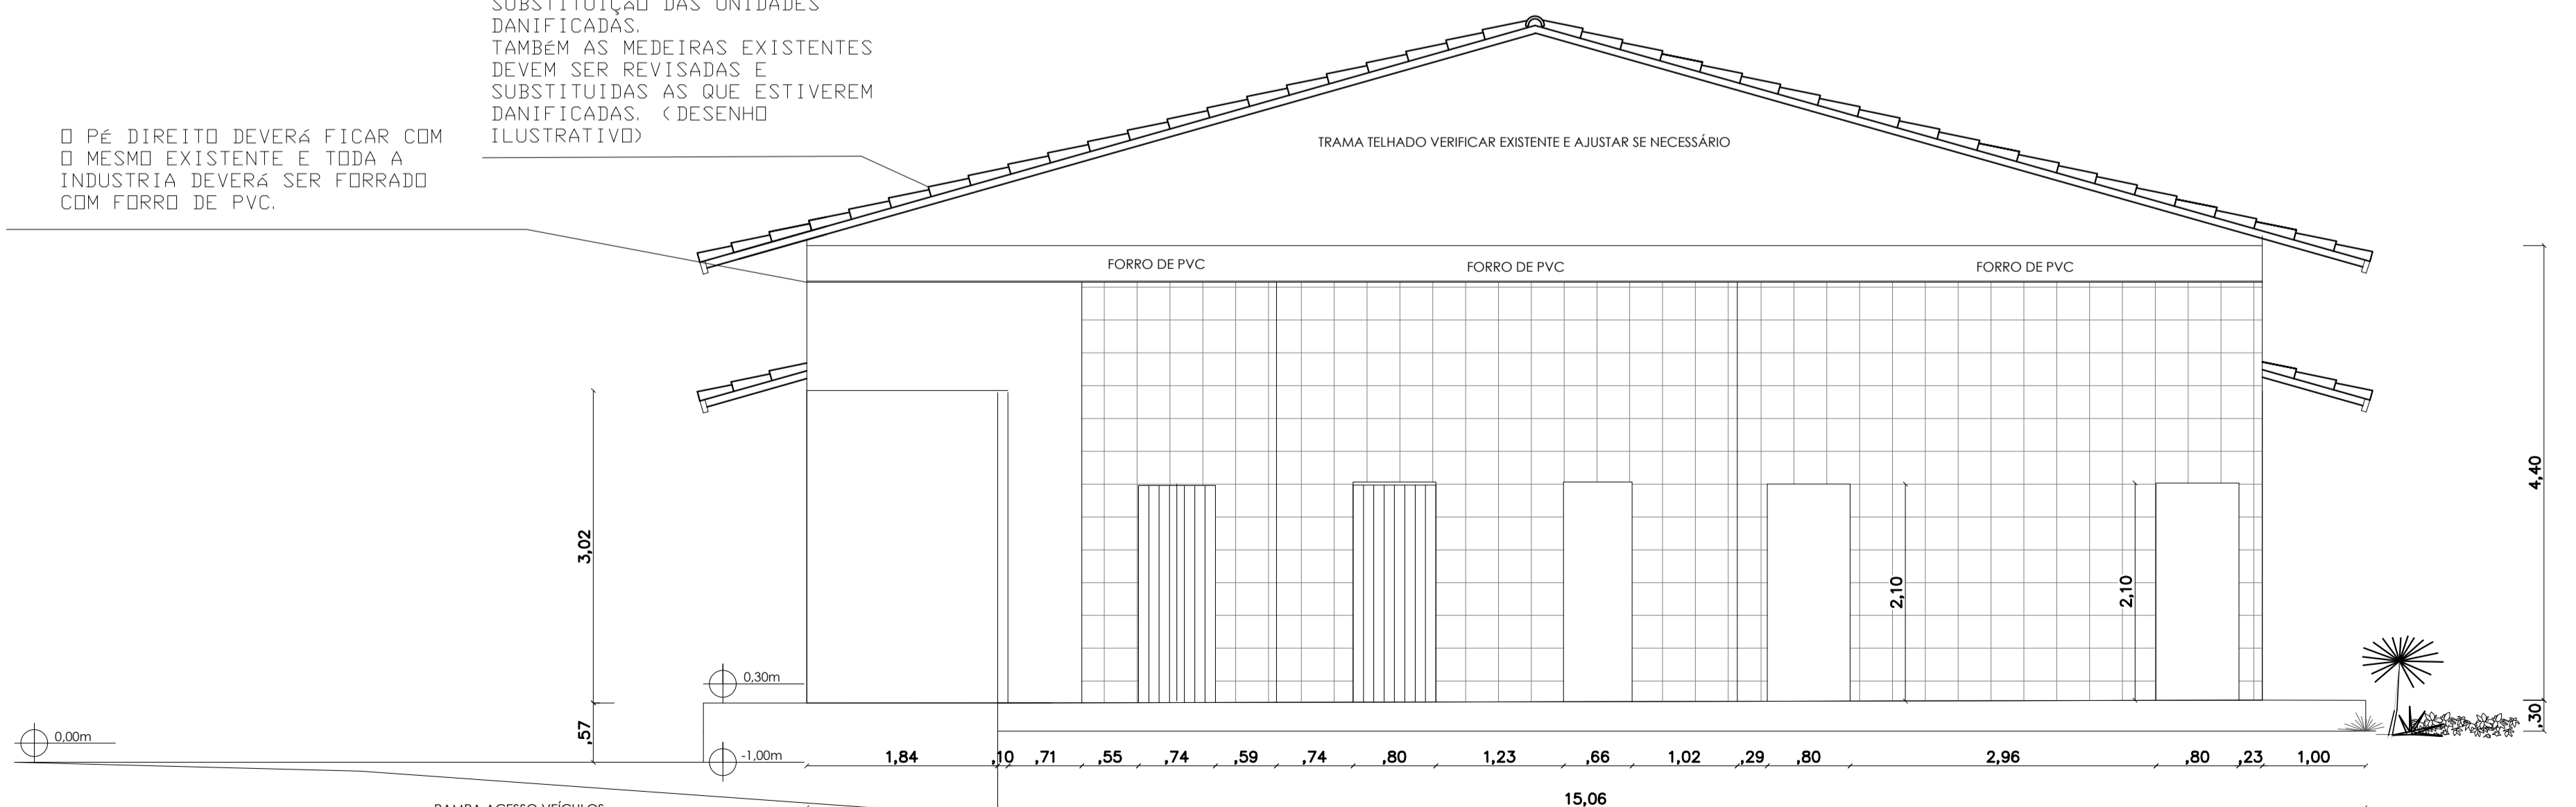 SUBSTITUIÇÃO DAS UNIDADES
DANIFICADAS.
TAMBÉM AS MEDEIRAS EXISTENTES
DEVEM SER REVISADAS E
SUBSTITUIDAS AS QUE ESTIVEREM
DANIFICADAS. (DESENHO
ILUSTRATIVO)
O PÉ DIREITO DEVERá FICAR COM
O MESMO EXISTENTE E TODA A
INDUSTRIA DEVERá SER FORRADO
COM FORRO DE PVC.
TRAMA TELHADO VERIFICAR EXISTENTE E AJUSTAR SE NECESSÁRIO
FORRO DE PVC
FORRO DE PVC
FORRO DE PVC
3,02
,57
4,40
,30
2,10
2,10
0,30m
0,00m
-1,00m
1,84 ,10 ,71 ,55 ,74 ,59 ,74 ,80 1,23 ,66 1,02 ,29 ,80 2,96 ,80 ,23 1,00
15,06
RAMPA ACESSO VEÍCULOS